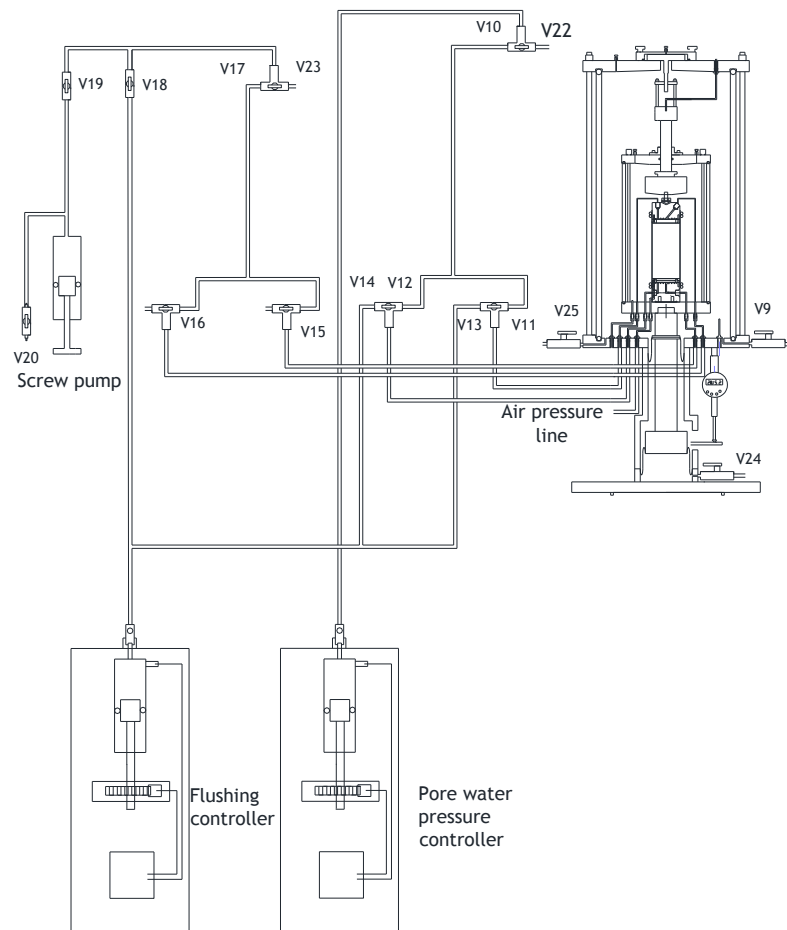 V10
V22
V17
V23
V19
V18
V14
V12
V16
V15
V13
V11
V25
V9
V20
Screw pump
Air pressure
line
V24
Flushing
controller
Pore water
pressure
controller